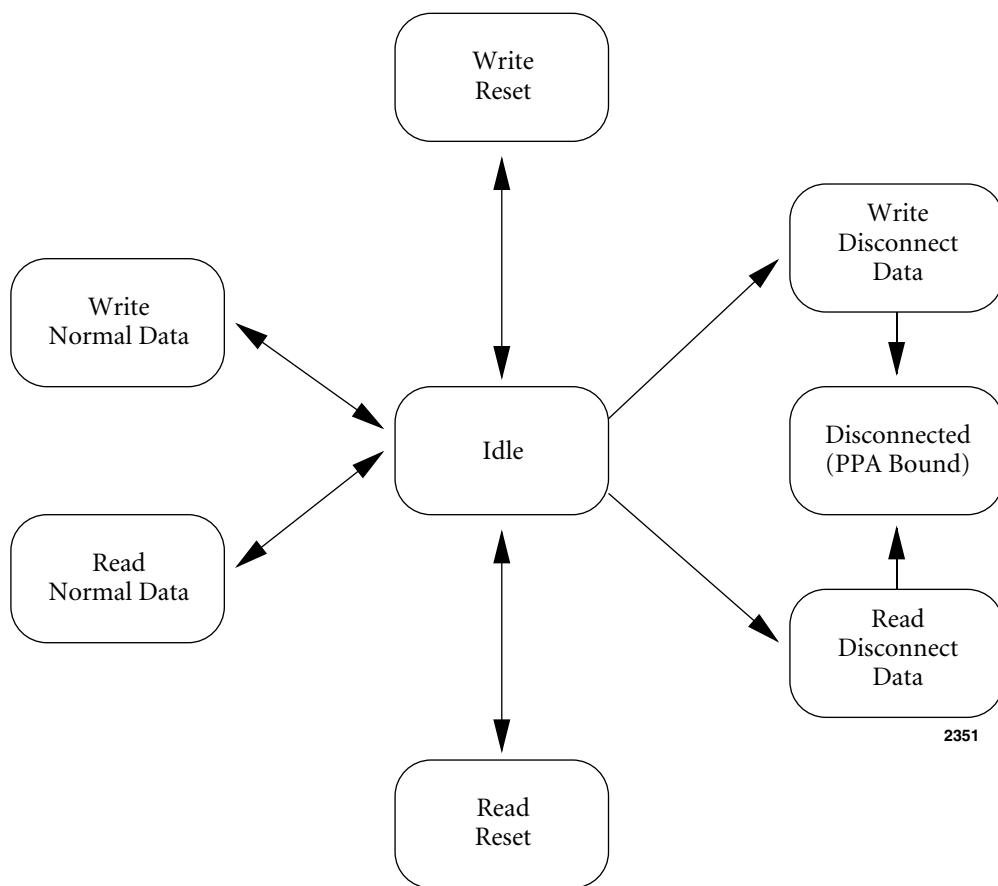 Write
Reset
Write
Disconnect
Data
Write
Normal Data
Idle
Disconnected
(PPA Bound)
Read
Normal Data
Read
Disconnect
Data
2351
Read
Reset